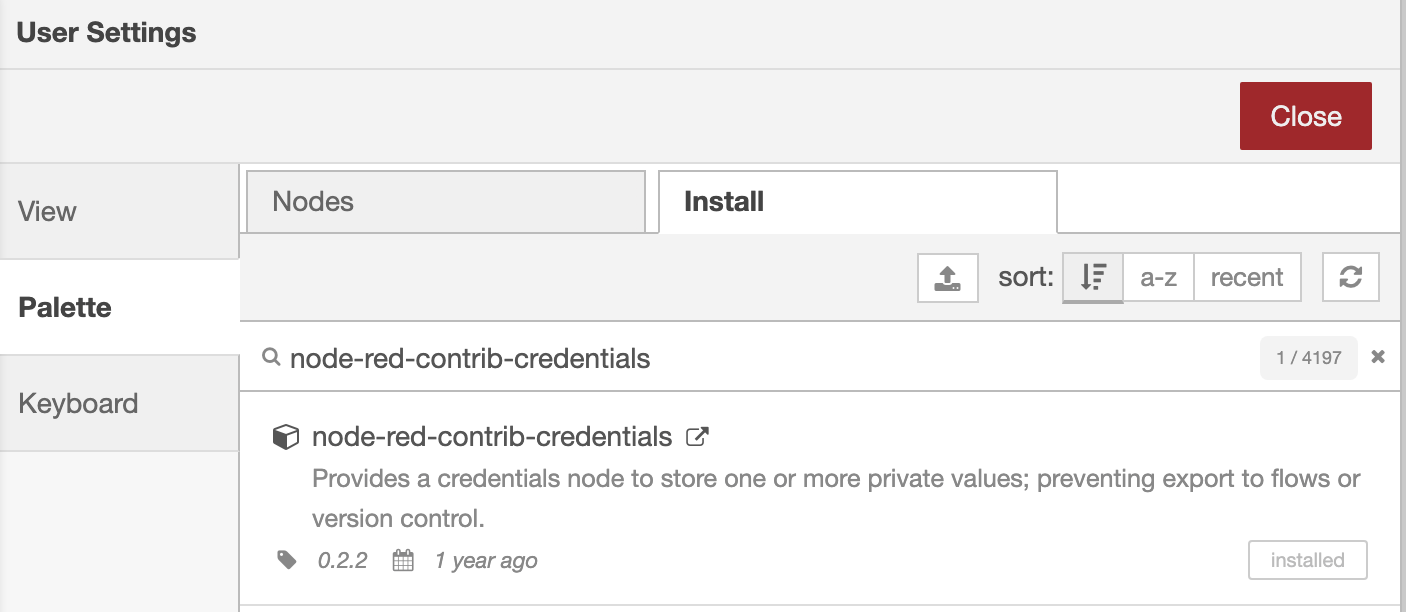 User Settings
Close
View
Palette
Keyboard
Nodes
Install
sort:
a-z
recent
node-red-contrib-credentials
1 / 4197
node-red-contrib-credentials
Provides a credentials node to store one or more private values; preventing export to flows or
version control.
0.2.2
1 year ago
installed